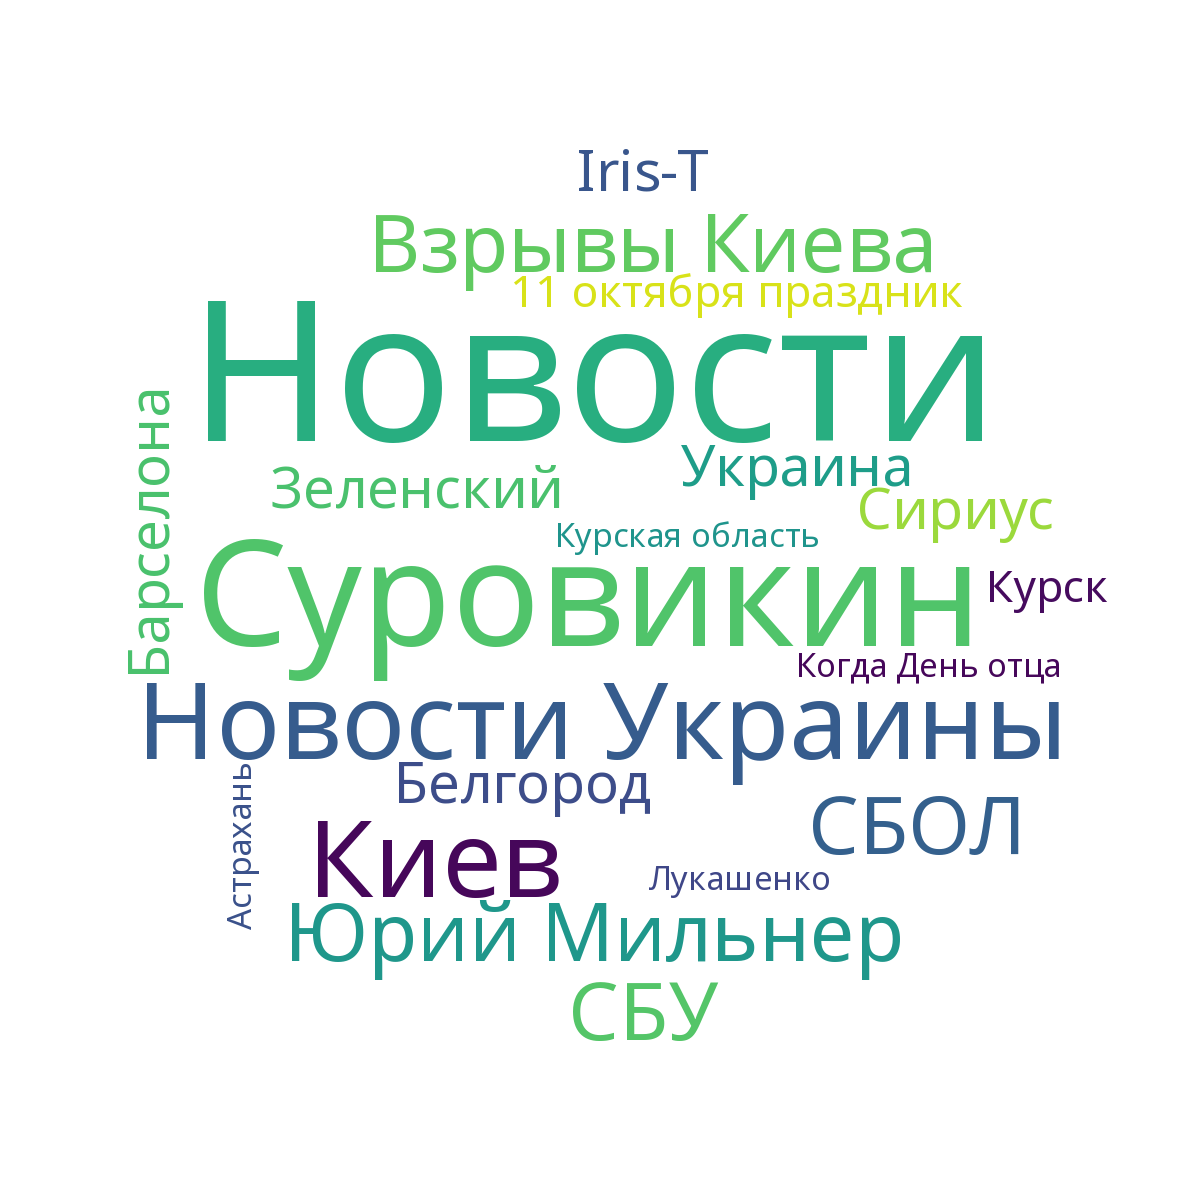 Iris-T
Взрывы Киева
11 октября праздник
Новости
Барселона
Украина
Зеленский
Сириус
Курская область
Суровикин
Курск
Когда День отца
Новости Украины
Белгород
Астрахань
СБОЛ
Киев
Лукашенко
Юрий Мильнер
СБУ